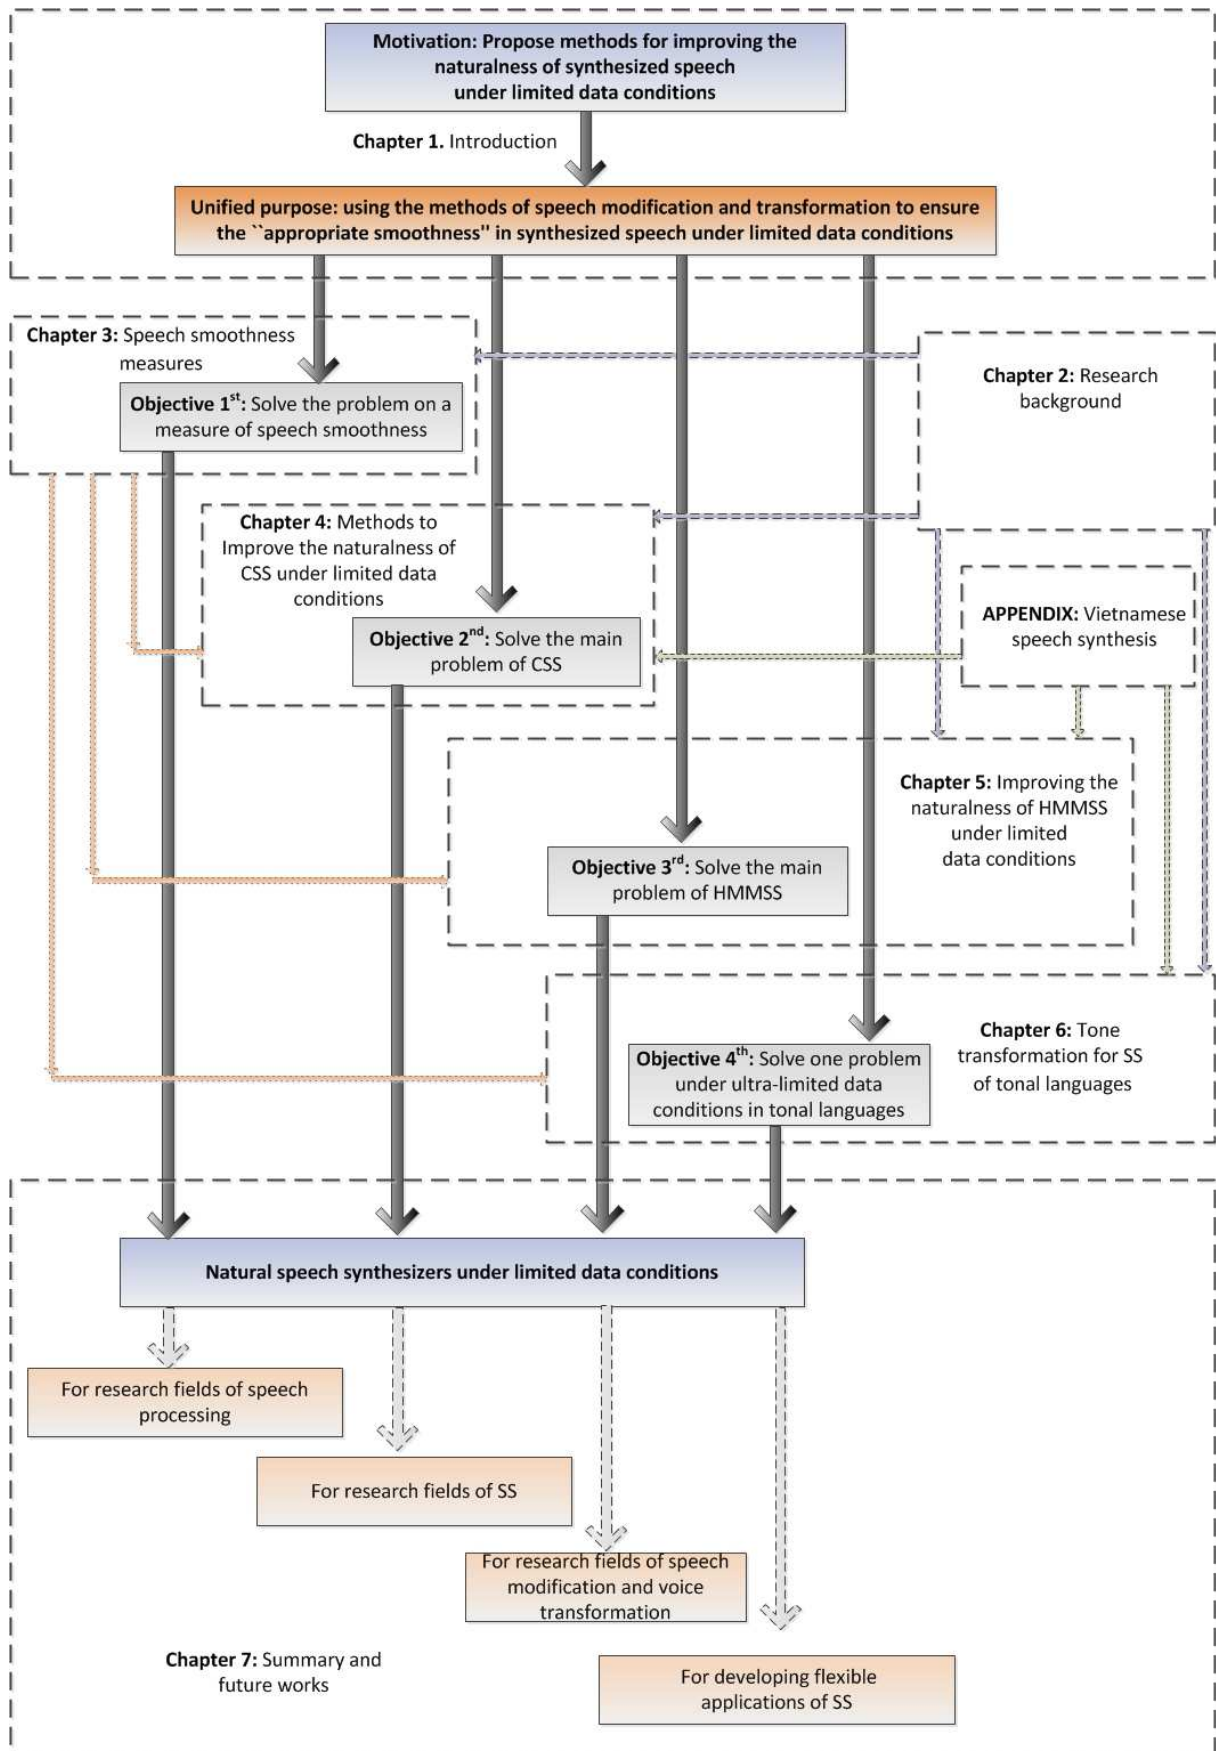 Motivation: Propose methods for improving the
naturalness of synthesized speech
under limited data conditions
Chapter 1. Introduction
Unified purpose: using the methods of speech modification and transformation to ensure
the ``appropriate smoothness'' in synthesized speech under limited data conditions
Chapter 3: Speech smoothness
measures
Objective 1st: Solve the problem on a
measure of speech smoothness
Chapter 2: Research
background
Chapter 4: Methods to
Improve the naturalness of
CSS under limited data
conditions
Objective 2nd: Solve the main
problem of CSS
APPENDIX: Vietnamese
speech synthesis
Chapter 5: Improving the
naturalness of HMMSS
under limited
data conditions
Objective 3rd: Solve the main
problem of HMMSS
Chapter 6: Tone
transformation for SS
of tonal languages
Objective 4th: Solve one problem
under ultra-limited data
conditions in tonal languages
Natural speech synthesizers under limited data conditions
For research fields of speech
processing
For research fields of SS
For research fields of speech
modification and voice
transformation
Chapter 7: Summary and
future works
For developing flexible
applications of SS